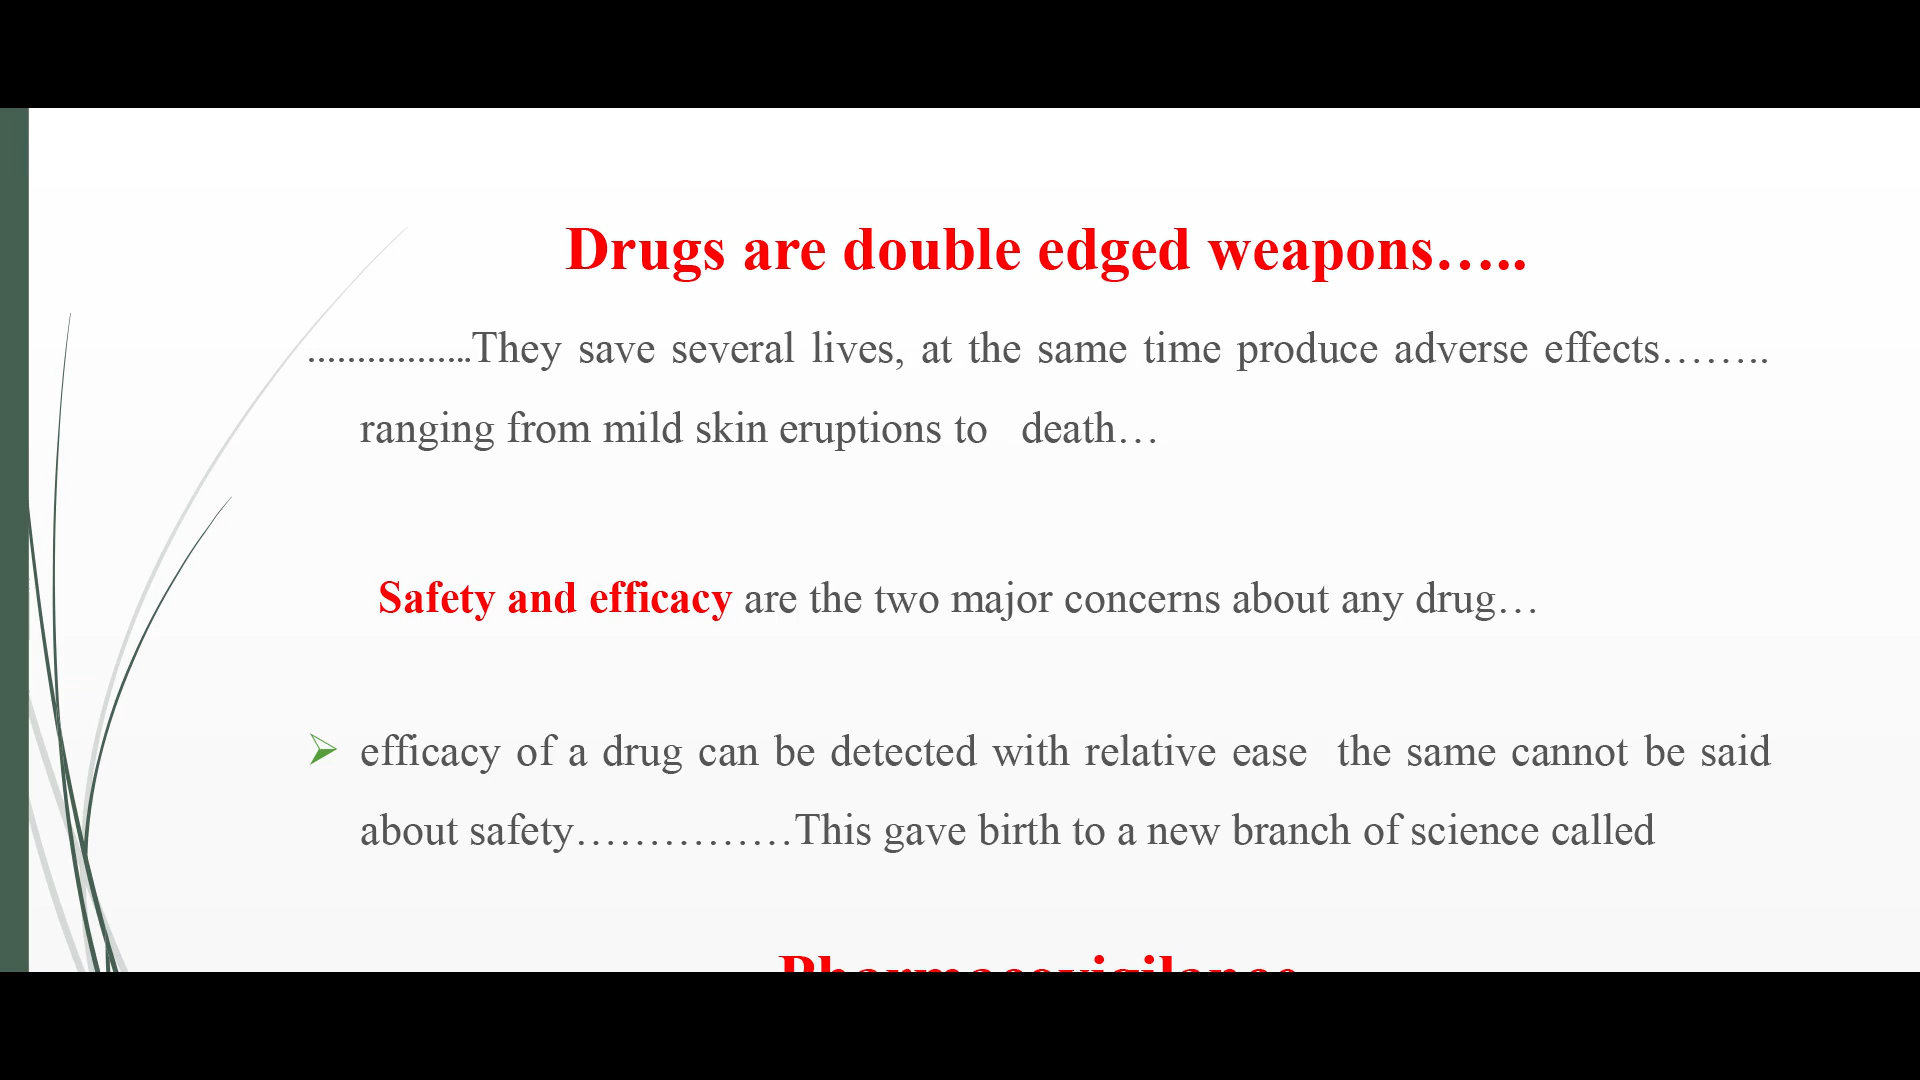 Drugs are double edged weapons…..
……………..They save several lives, at the same time produce adverse effects……..
ranging from mild skin eruptions to death…
Safety and efficacy are the two major concerns about any drug…
efficacy of a drug can be detected with relative ease the same cannot be said
about safety……………This gave birth to a new branch of science called
Pharmacovigilance